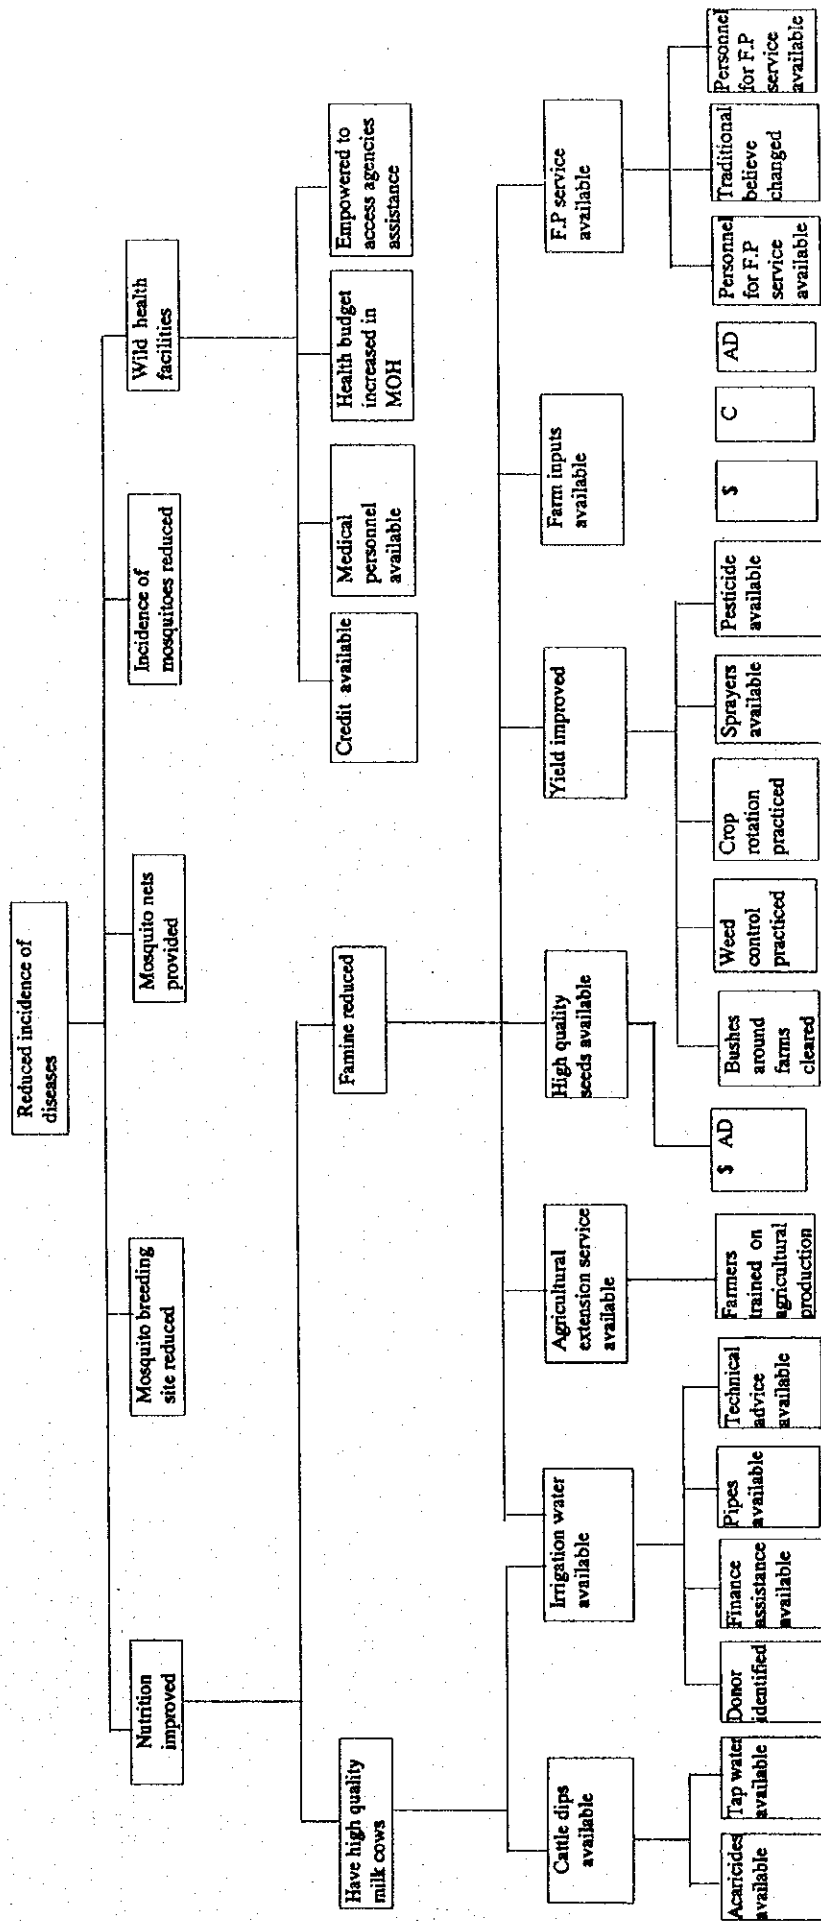 Reduced incidence of
diseases
Nutrition
improved
Mosquito breeding
site reduced
Mosquito nets
provided
Incidence of
mosquitoes reduced
Wild health
facilities
Have high quality
milk cows
Famine reduced
Credit available
Medical
personnel
available
Health budget
increased in
MOH
Empowered to
access agencies
assistance
Cattle dips
available
Irrigation water
available
Agricultural
extension service
available
High quality
seeds available
Yield improved
Farm inputs
available
F.P service
available
Acaricides
available
Tap water
available
Donor
identified
Finance
assistance
available
Pipes
available
Technical
advice
available
Farmers
trained on
agricultural
production
$ AD
Bushes
around
farms
cleared
Weed
control
practiced
Crop
rotation
practiced
Sprayers
available
Pesticide
available
$
C
AD
Personnel
for F.P
service
available
Traditional
believe
changed
Personnel
for F.P
service
available